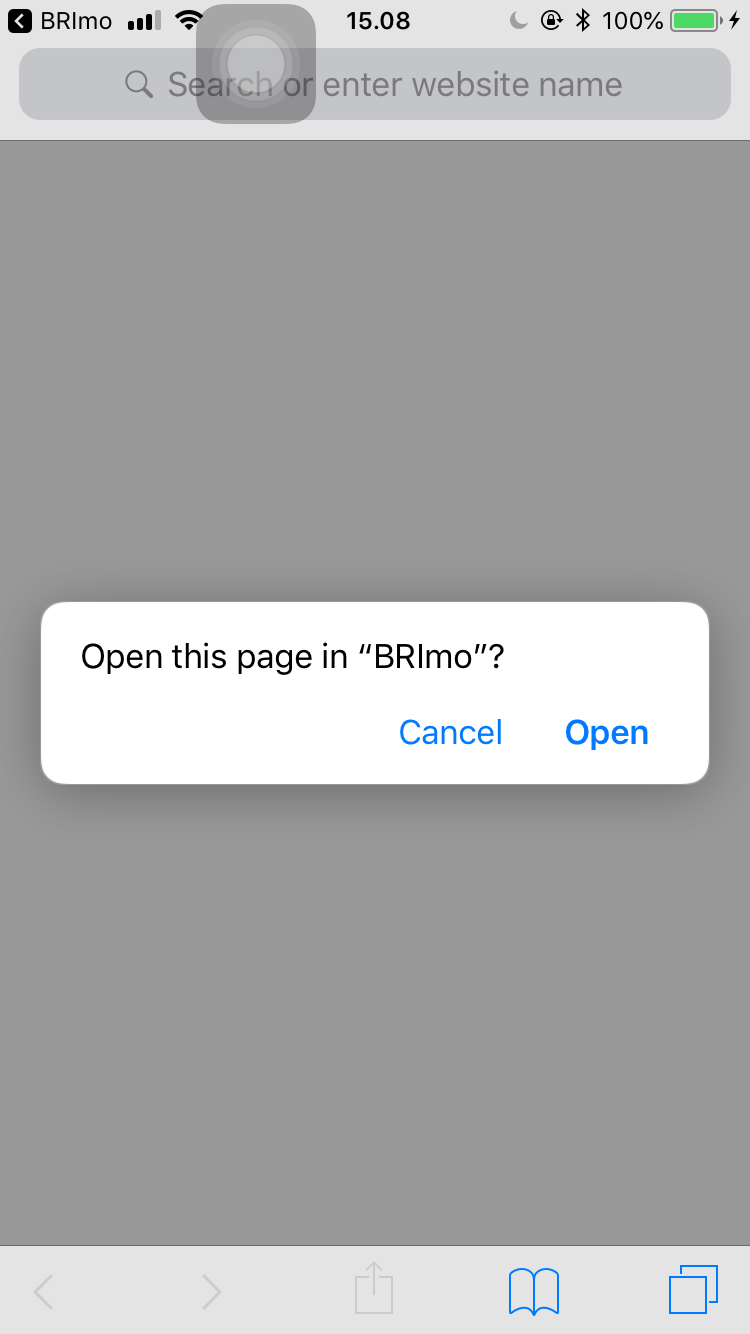 BRImo 15.08 100%
Search or enter website name
Open this page in “BRImo”?
Cancel Open